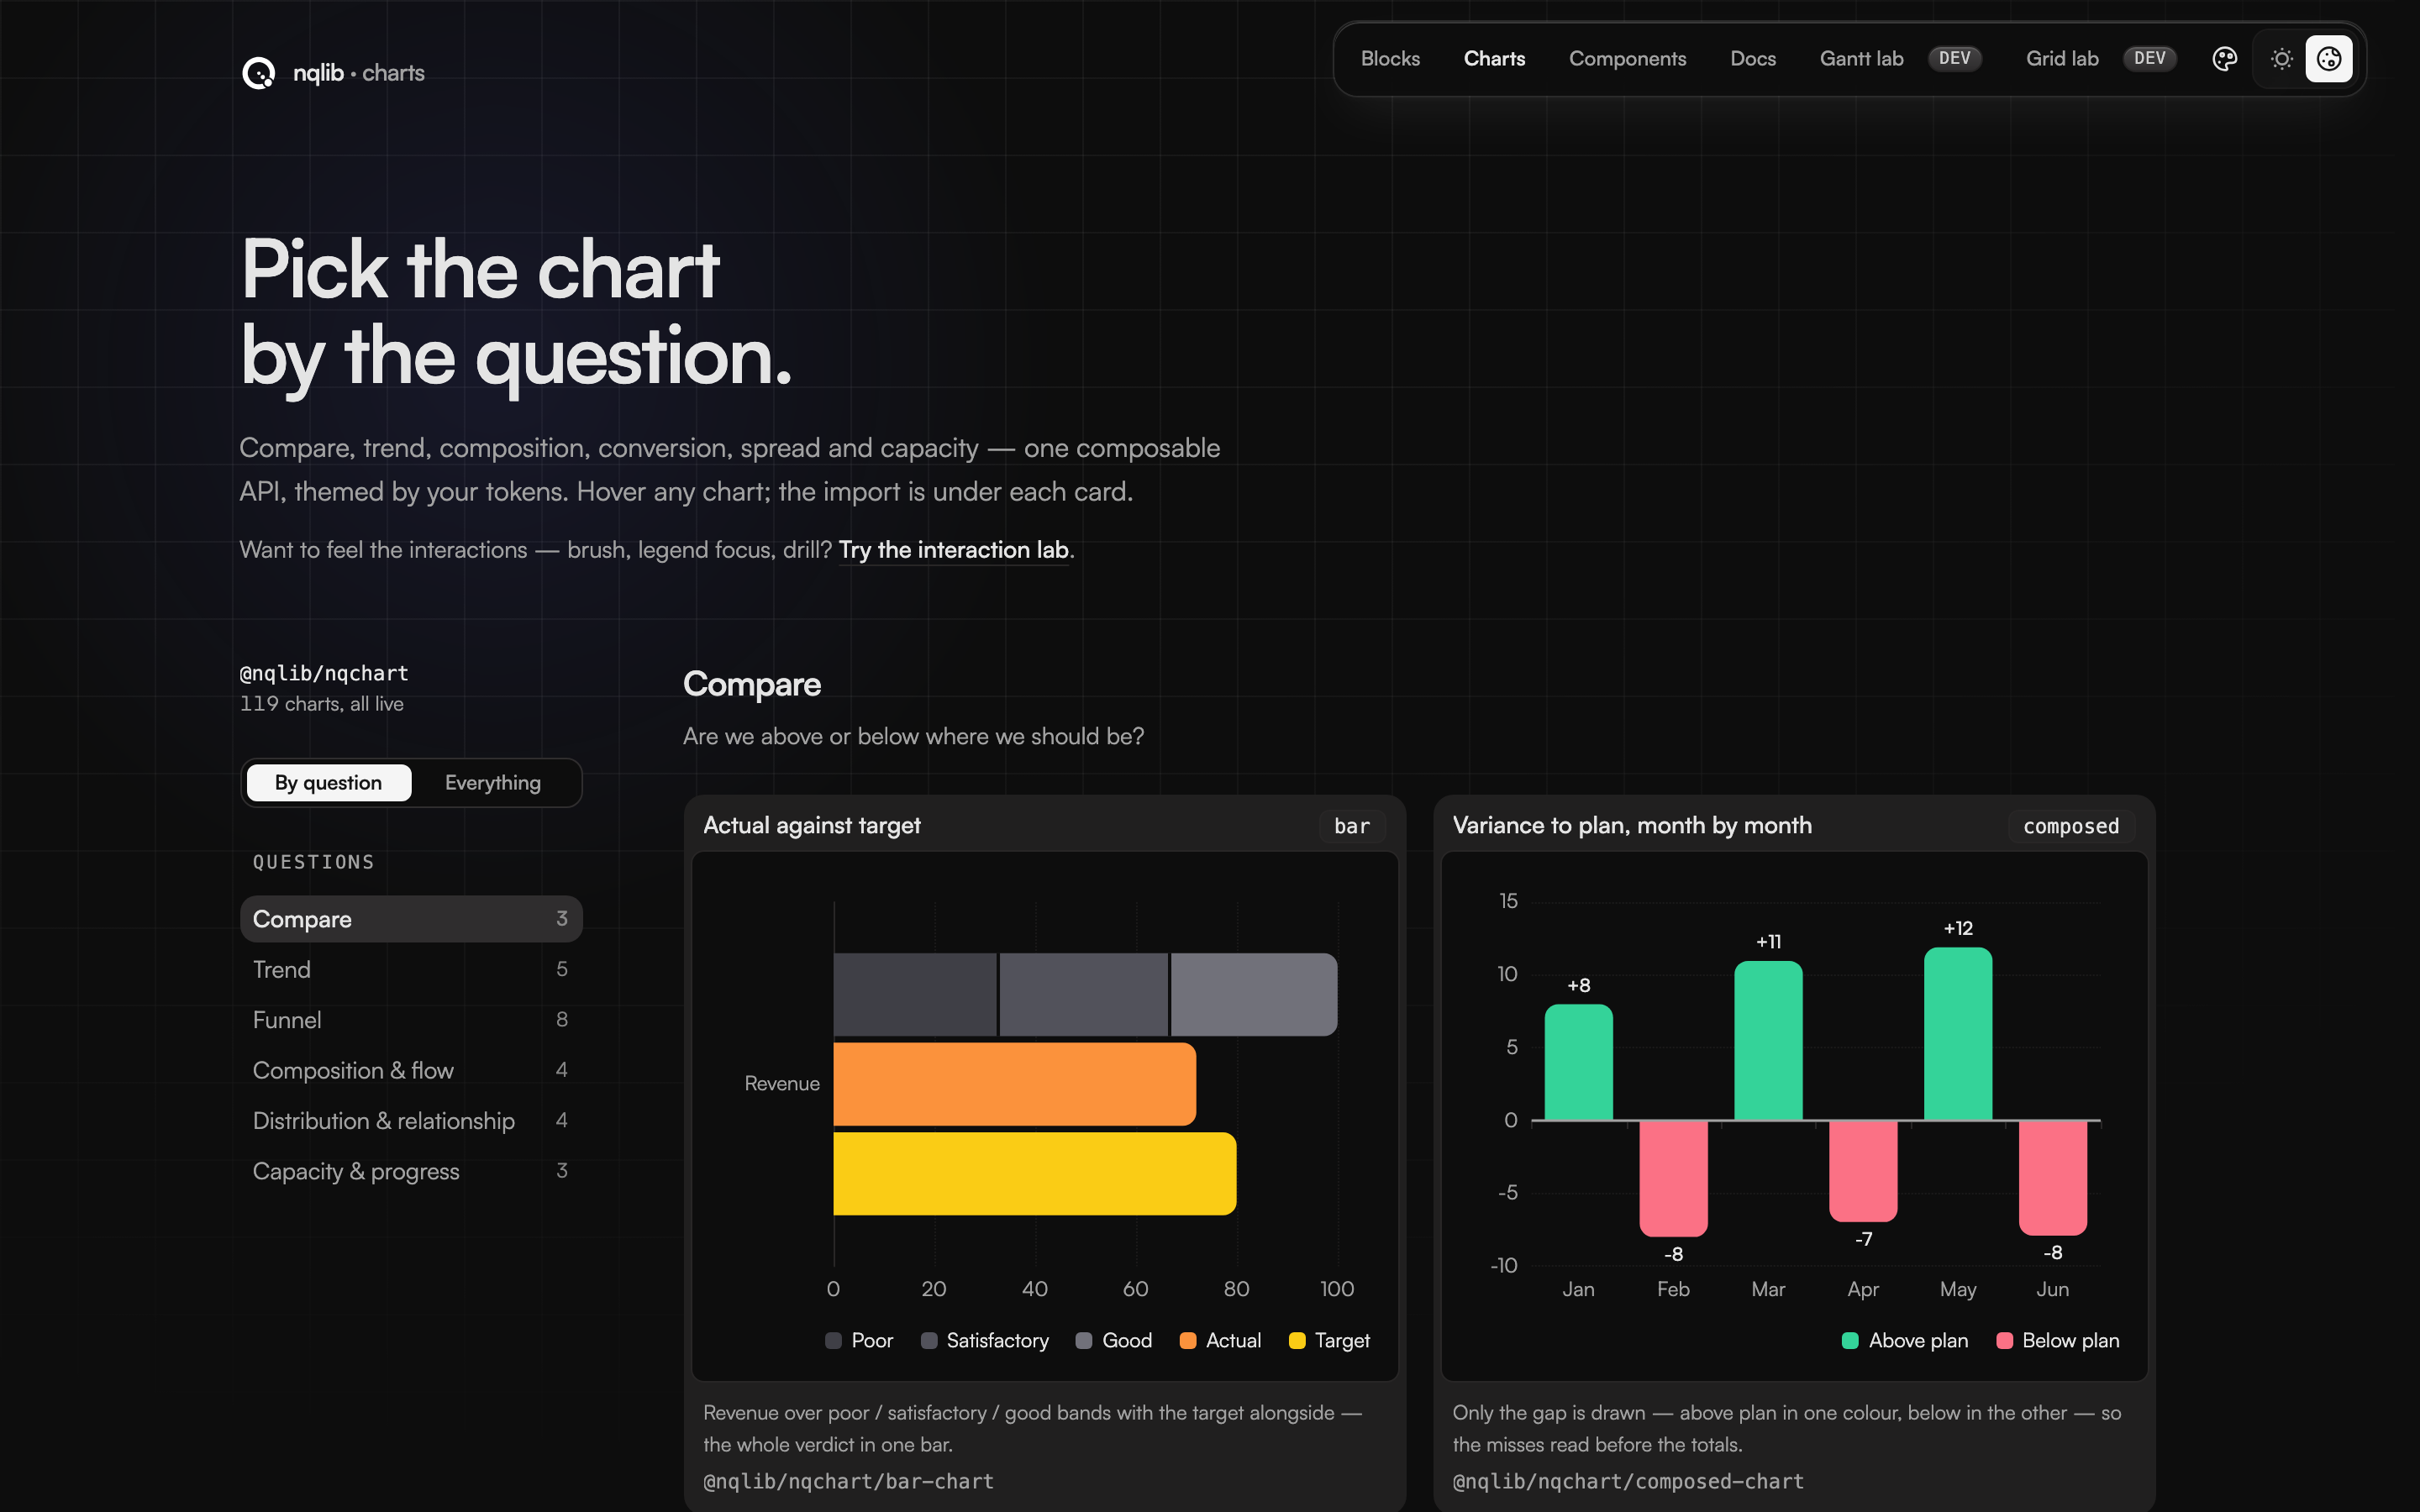 nqlib · charts
Blocks Charts Components Docs Gantt lab DEV Grid lab DEV
Pick the chart
by the question.
Compare, trend, composition, conversion, spread and capacity — one composable
API, themed by your tokens. Hover any chart; the import is under each card.
Want to feel the interactions — brush, legend focus, drill? Try the interaction lab.
@nqlib/nqchart
119 charts, all live
By question Everything
QUESTIONS
Compare 3
Trend 5
Funnel 8
Composition & flow 4
Distribution & relationship 4
Capacity & progress 3
Compare
Are we above or below where we should be?
Actual against target bar
Revenue
0 20 40 60 80 100
Poor Satisfactory Good Actual Target
Revenue over poor / satisfactory / good bands with the target alongside —
the whole verdict in one bar.
@nqlib/nqchart/bar-chart
Variance to plan, month by month composed
15
10
5
0
-5
-10
+8
-8
+11
-7
+12
-8
Jan Feb Mar Apr May Jun
Above plan Below plan
Only the gap is drawn — above plan in one colour, below in the other — so
the misses read before the totals.
@nqlib/nqchart/composed-chart